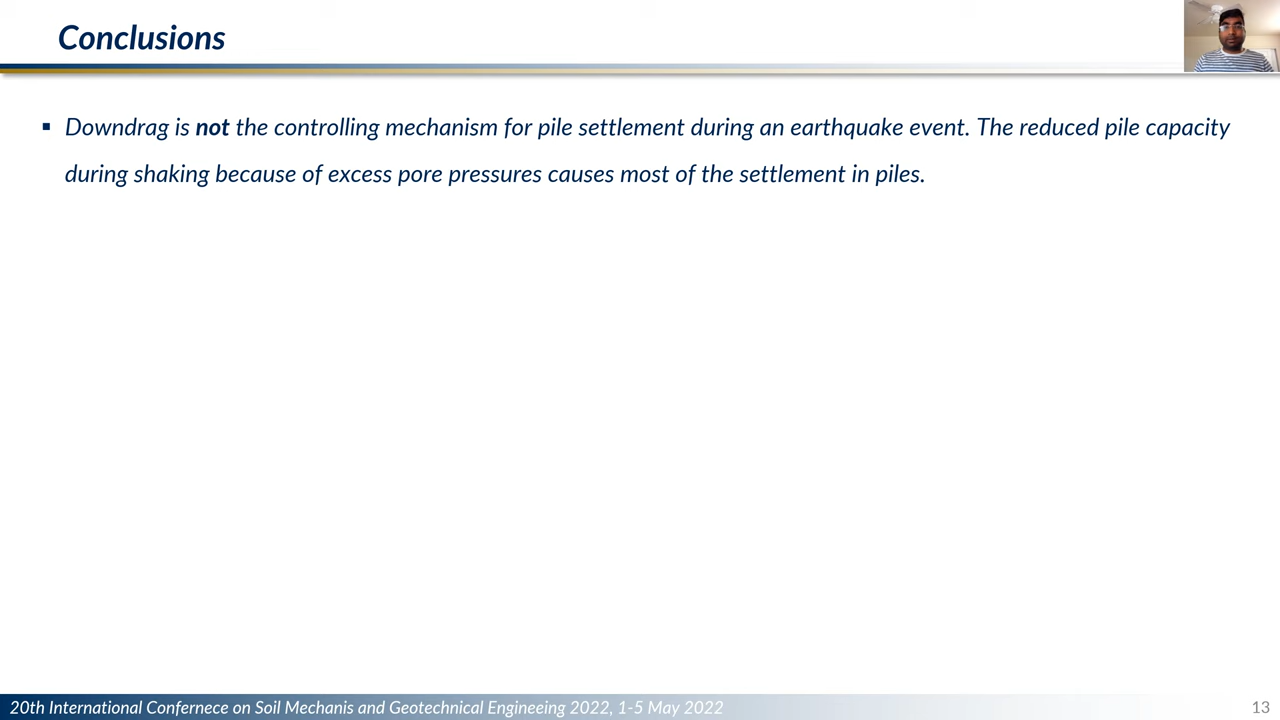 Conclusions
▪ Downdrag is not the controlling mechanism for pile settlement during an earthquake event. The reduced pile capacity
during shaking because of excess pore pressures causes most of the settlement in piles.
20th International Confernece on Soil Mechanis and Geotechnical Engineeing 2022, 1-5 May 2022
13